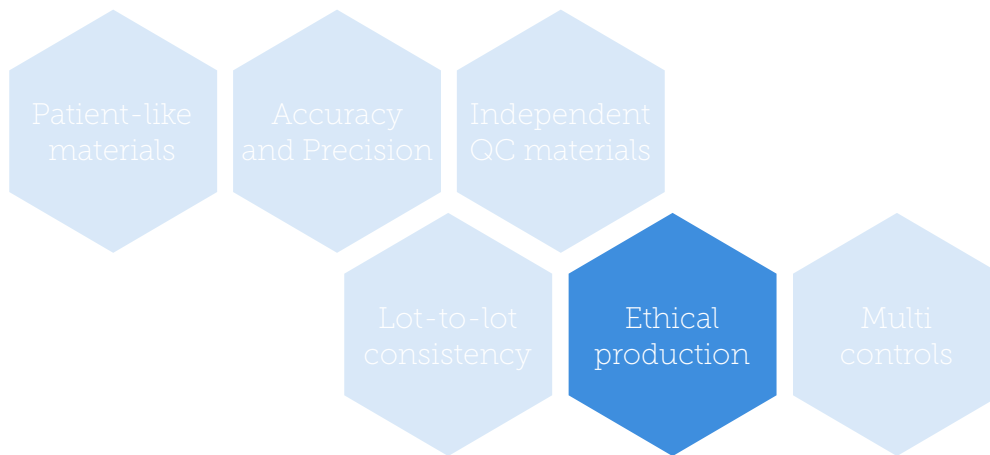 Patient-like
materials
Accuracy
and Precision
Independent
QC materials
Lot-to-lot
consistency
Ethical
production
Multi
controls